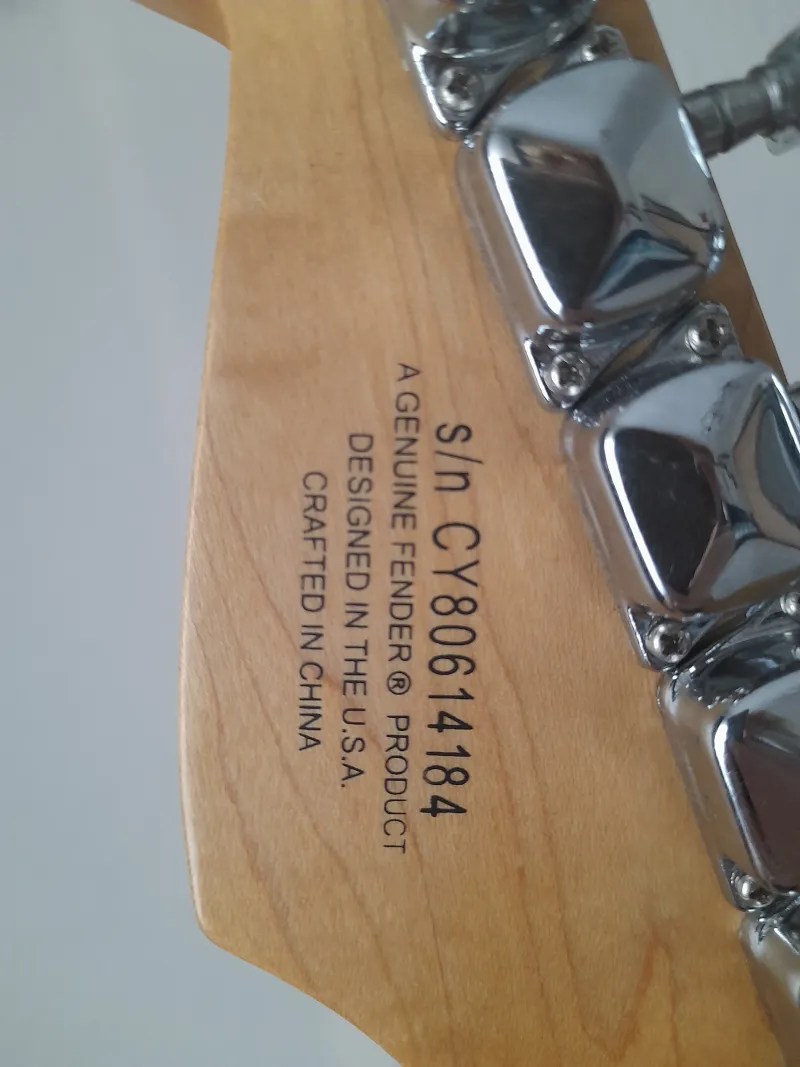 s/n CY80614184
A GENUINE FENDER® PRODUCT
DESIGNED IN THE U.S.A.
CRAFTED IN CHINA